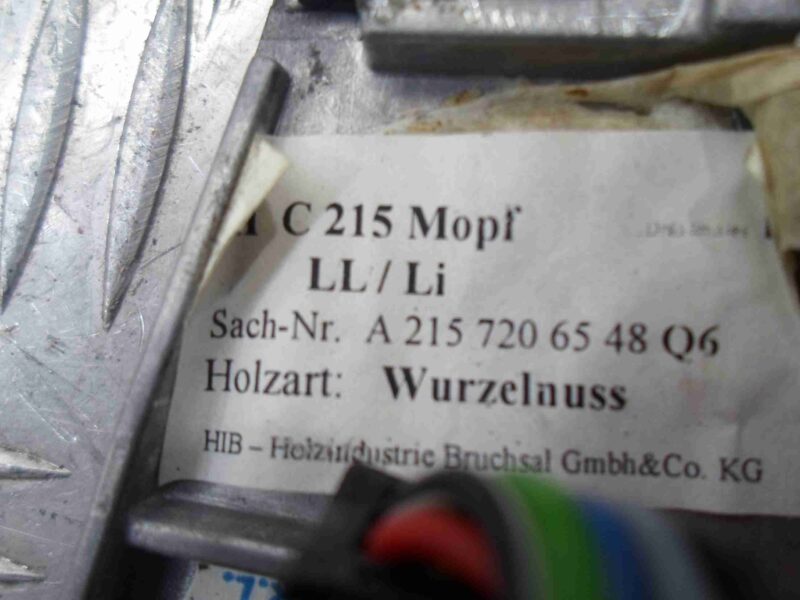 C 215 Mopf
LL / Li
Sach-Nr. A 215 720 65 48 Q6
Holzart: Wurzelnuss
HIB – Holzindustrie Bruchsal Gmbh&Co. KG